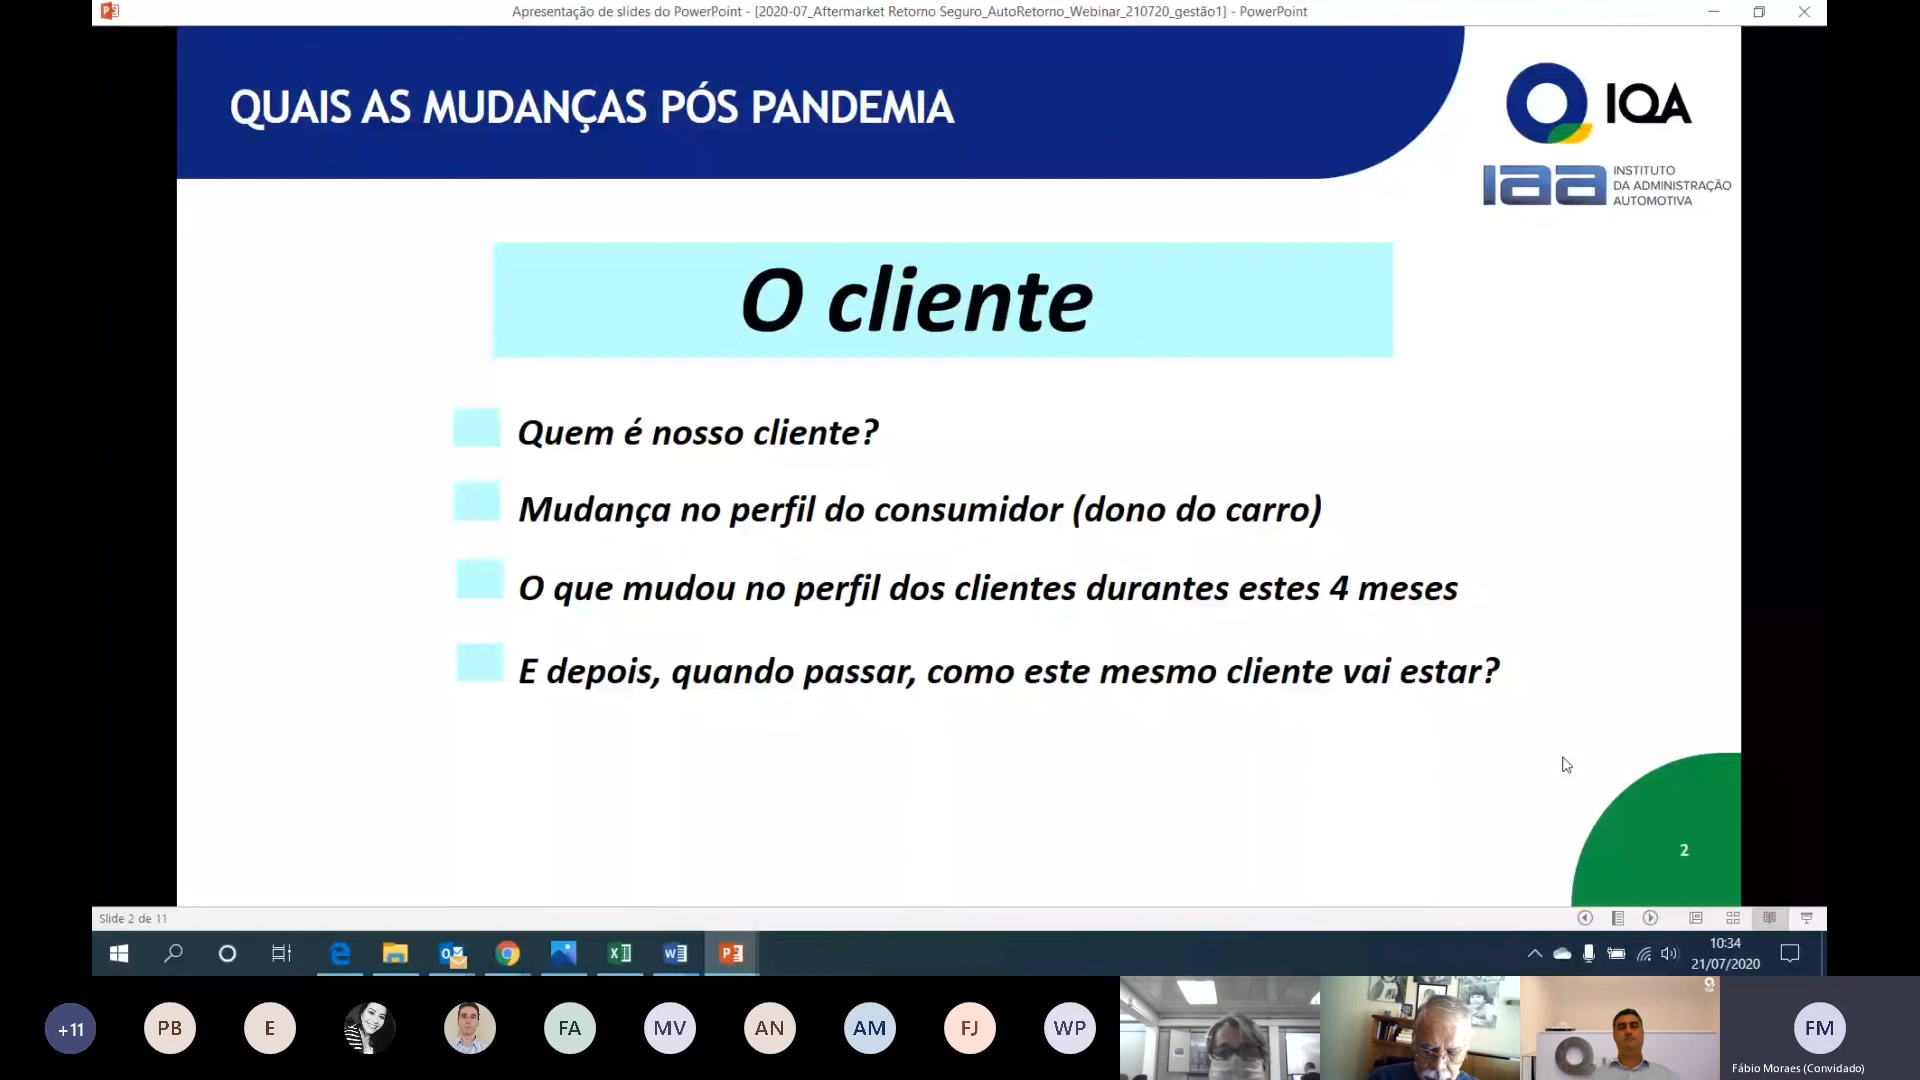 Apresentação de slides do PowerPoint - [2020-07_Aftermarket Retorno Seguro_AutoRetorno_Webinar_210720_gestão1] - PowerPoint
QUAIS AS MUDANÇAS PÓS PANDEMIA
IQA
iaa INSTITUTO
DA ADMINISTRAÇÃO
AUTOMOTIVA
O cliente
Quem é nosso cliente?
Mudança no perfil do consumidor (dono do carro)
O que mudou no perfil dos clientes durantes estes 4 meses
E depois, quando passar, como este mesmo cliente vai estar?
2
Slide 2 de 11
10:34
21/07/2020
+11
PB
E
FA
MV
AN
AM
FJ
WP
FM
Fábio Moraes (Convidado)